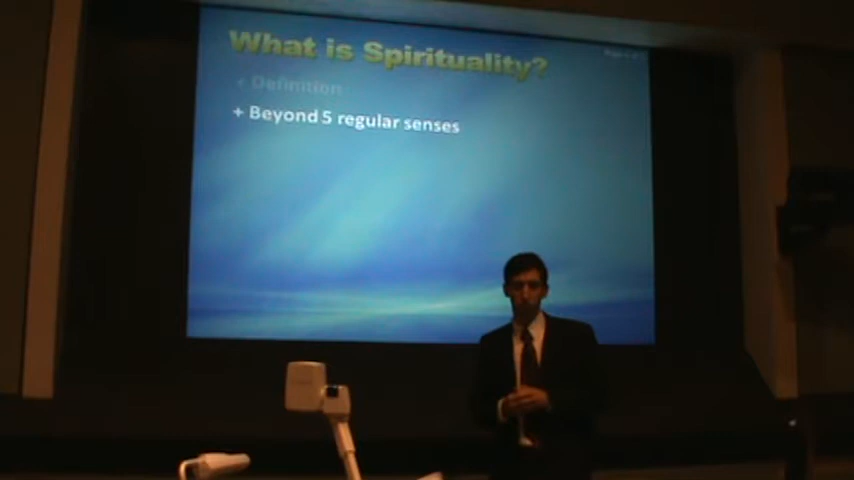 What is Spirituality?
+ Definition
+ Beyond 5 regular senses